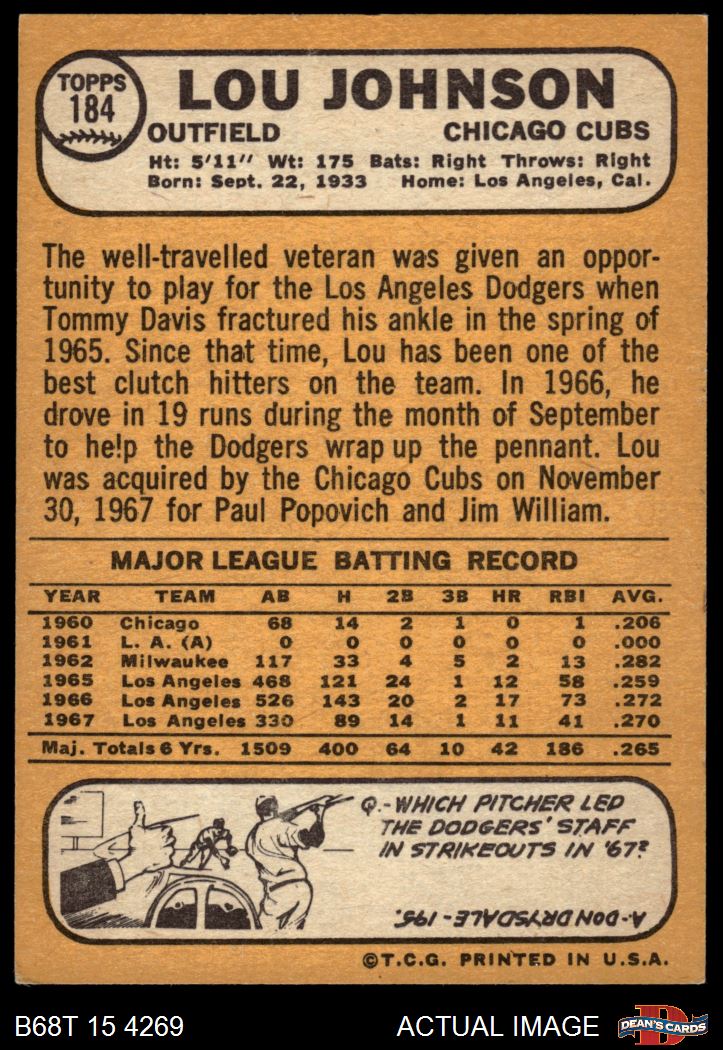 TOPPS
184
LOU JOHNSON
OUTFIELD CHICAGO CUBS
Ht: 5'11" Wt: 175 Bats: Right Throws: Right
Born: Sept. 22, 1933 Home: Los Angeles, Cal.
The well-travelled veteran was given an oppor-
tunity to play for the Los Angeles Dodgers when
Tommy Davis fractured his ankle in the spring of
1965. Since that time, Lou has been one of the
best clutch hitters on the team. In 1966, he
drove in 19 runs during the month of September
to help the Dodgers wrap up the pennant. Lou
was acquired by the Chicago Cubs on November
30, 1967 for Paul Popovich and Jim William.
MAJOR LEAGUE BATTING RECORD
YEAR TEAM AB H 2B 3B HR RBI AVG.
1960 Chicago 68 14 2 1 0 1 .206
1961 L. A. (A) 0 0 0 0 0 0 .000
1962 Milwaukee 117 33 4 5 2 13 .282
1965 Los Angeles 468 121 24 1 12 58 .259
1966 Los Angeles 526 143 20 2 17 73 .272
1967 Los Angeles 330 89 14 1 11 41 .270
Maj. Totals 6 Yrs. 1509 400 64 10 42 186 .265
Q.-WHICH PITCHER LED
THE DODGERS' STAFF
IN STRIKEOUTS IN '67?
A-DON DRYSDALE-196.
©T.C.G. PRINTED IN U.S.A.
B68T 15 4269 ACTUAL IMAGE DEAN'S CARDS